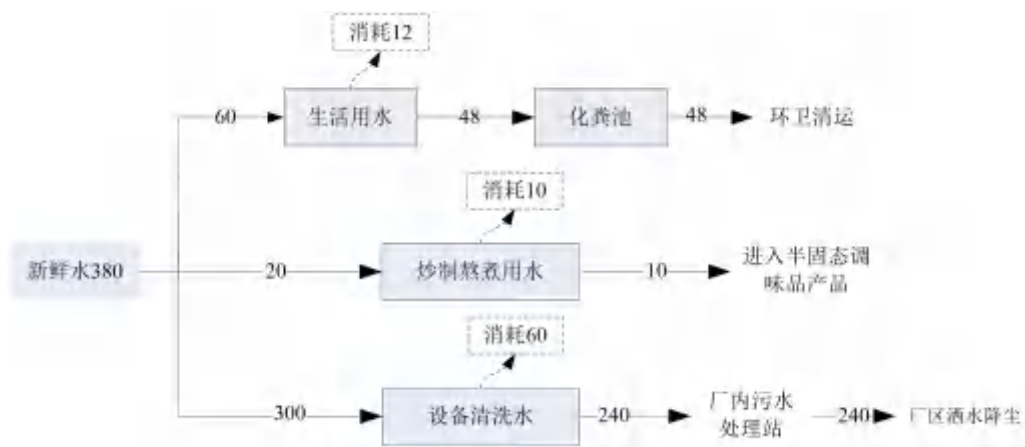 消耗12
60
生活用水
48
化粪池
48
环卫清运
消耗10
新鲜水380
20
炒制熬煮用水
10
进入半固态调
味品产品
消耗60
300
设备清洗水
240
厂内污水
处理站
240
厂区洒水降尘